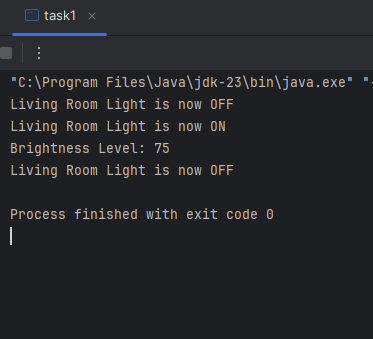 task1
"C:\Program Files\Java\jdk-23\bin\java.exe" "-
Living Room Light is now OFF
Living Room Light is now ON
Brightness Level: 75
Living Room Light is now OFF
Process finished with exit code 0